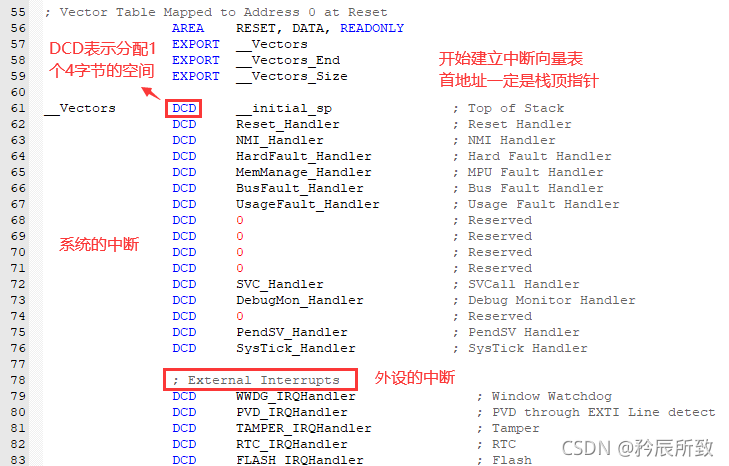 55 ; Vector Table Mapped to Address 0 at Reset
56 AREA RESET, DATA, READONLY
57 EXPORT __Vectors
58 EXPORT __Vectors_End
59 EXPORT __Vectors_Size
DCD表示分配1
个4字节的空间
开始建立中断向量表
首地址一定是栈顶指针
60
61 __Vectors DCD __initial_sp ; Top of Stack
62 DCD Reset_Handler ; Reset Handler
63 DCD NMI_Handler ; NMI Handler
64 DCD HardFault_Handler ; Hard Fault Handler
65 DCD MemManage_Handler ; MPU Fault Handler
66 DCD BusFault_Handler ; Bus Fault Handler
67 DCD UsageFault_Handler ; Usage Fault Handler
68 DCD 0 ; Reserved
69 DCD 0 ; Reserved
系统的中断
70 DCD 0 ; Reserved
71 DCD 0 ; Reserved
72 DCD SVC_Handler ; SVCall Handler
73 DCD DebugMon_Handler ; Debug Monitor Handler
74 DCD 0 ; Reserved
75 DCD PendSV_Handler ; PendSV Handler
76 DCD SysTick_Handler ; SysTick Handler
77
78 ; External Interrupts
外设的中断
79 DCD WWDG_IRQHandler ; Window Watchdog
80 DCD PVD_IRQHandler ; PVD through EXTI Line detect
81 DCD TAMPER_IRQHandler ; Tamper
82 DCD RTC_IRQHandler ; RTC
83 DCD FLASH_IRQHandler ; Flash
CSDN @矜辰所致